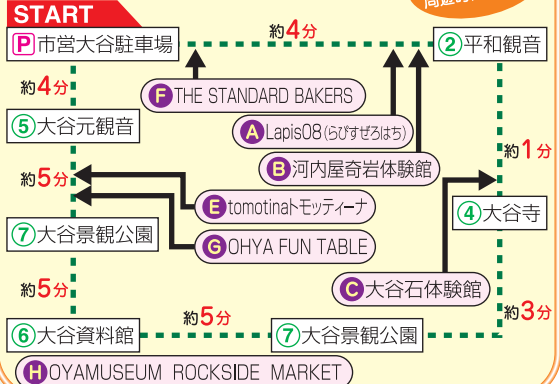 START
P市営大谷駐車場
約4分
②平和観音
F THE STANDARD BAKERS
約4分
A Lapis08(らぴすぜろはち)
⑤大谷元観音
B 河内屋奇岩体験館
約1分
約5分
E tomotinaトモッティーナ
④大谷寺
⑦大谷景観公園
G OHYA FUN TABLE
C 大谷石体験館
約5分
約5分
約3分
⑥大谷資料館
⑦大谷景観公園
H OYAMUSEUM ROCKSIDE MARKET